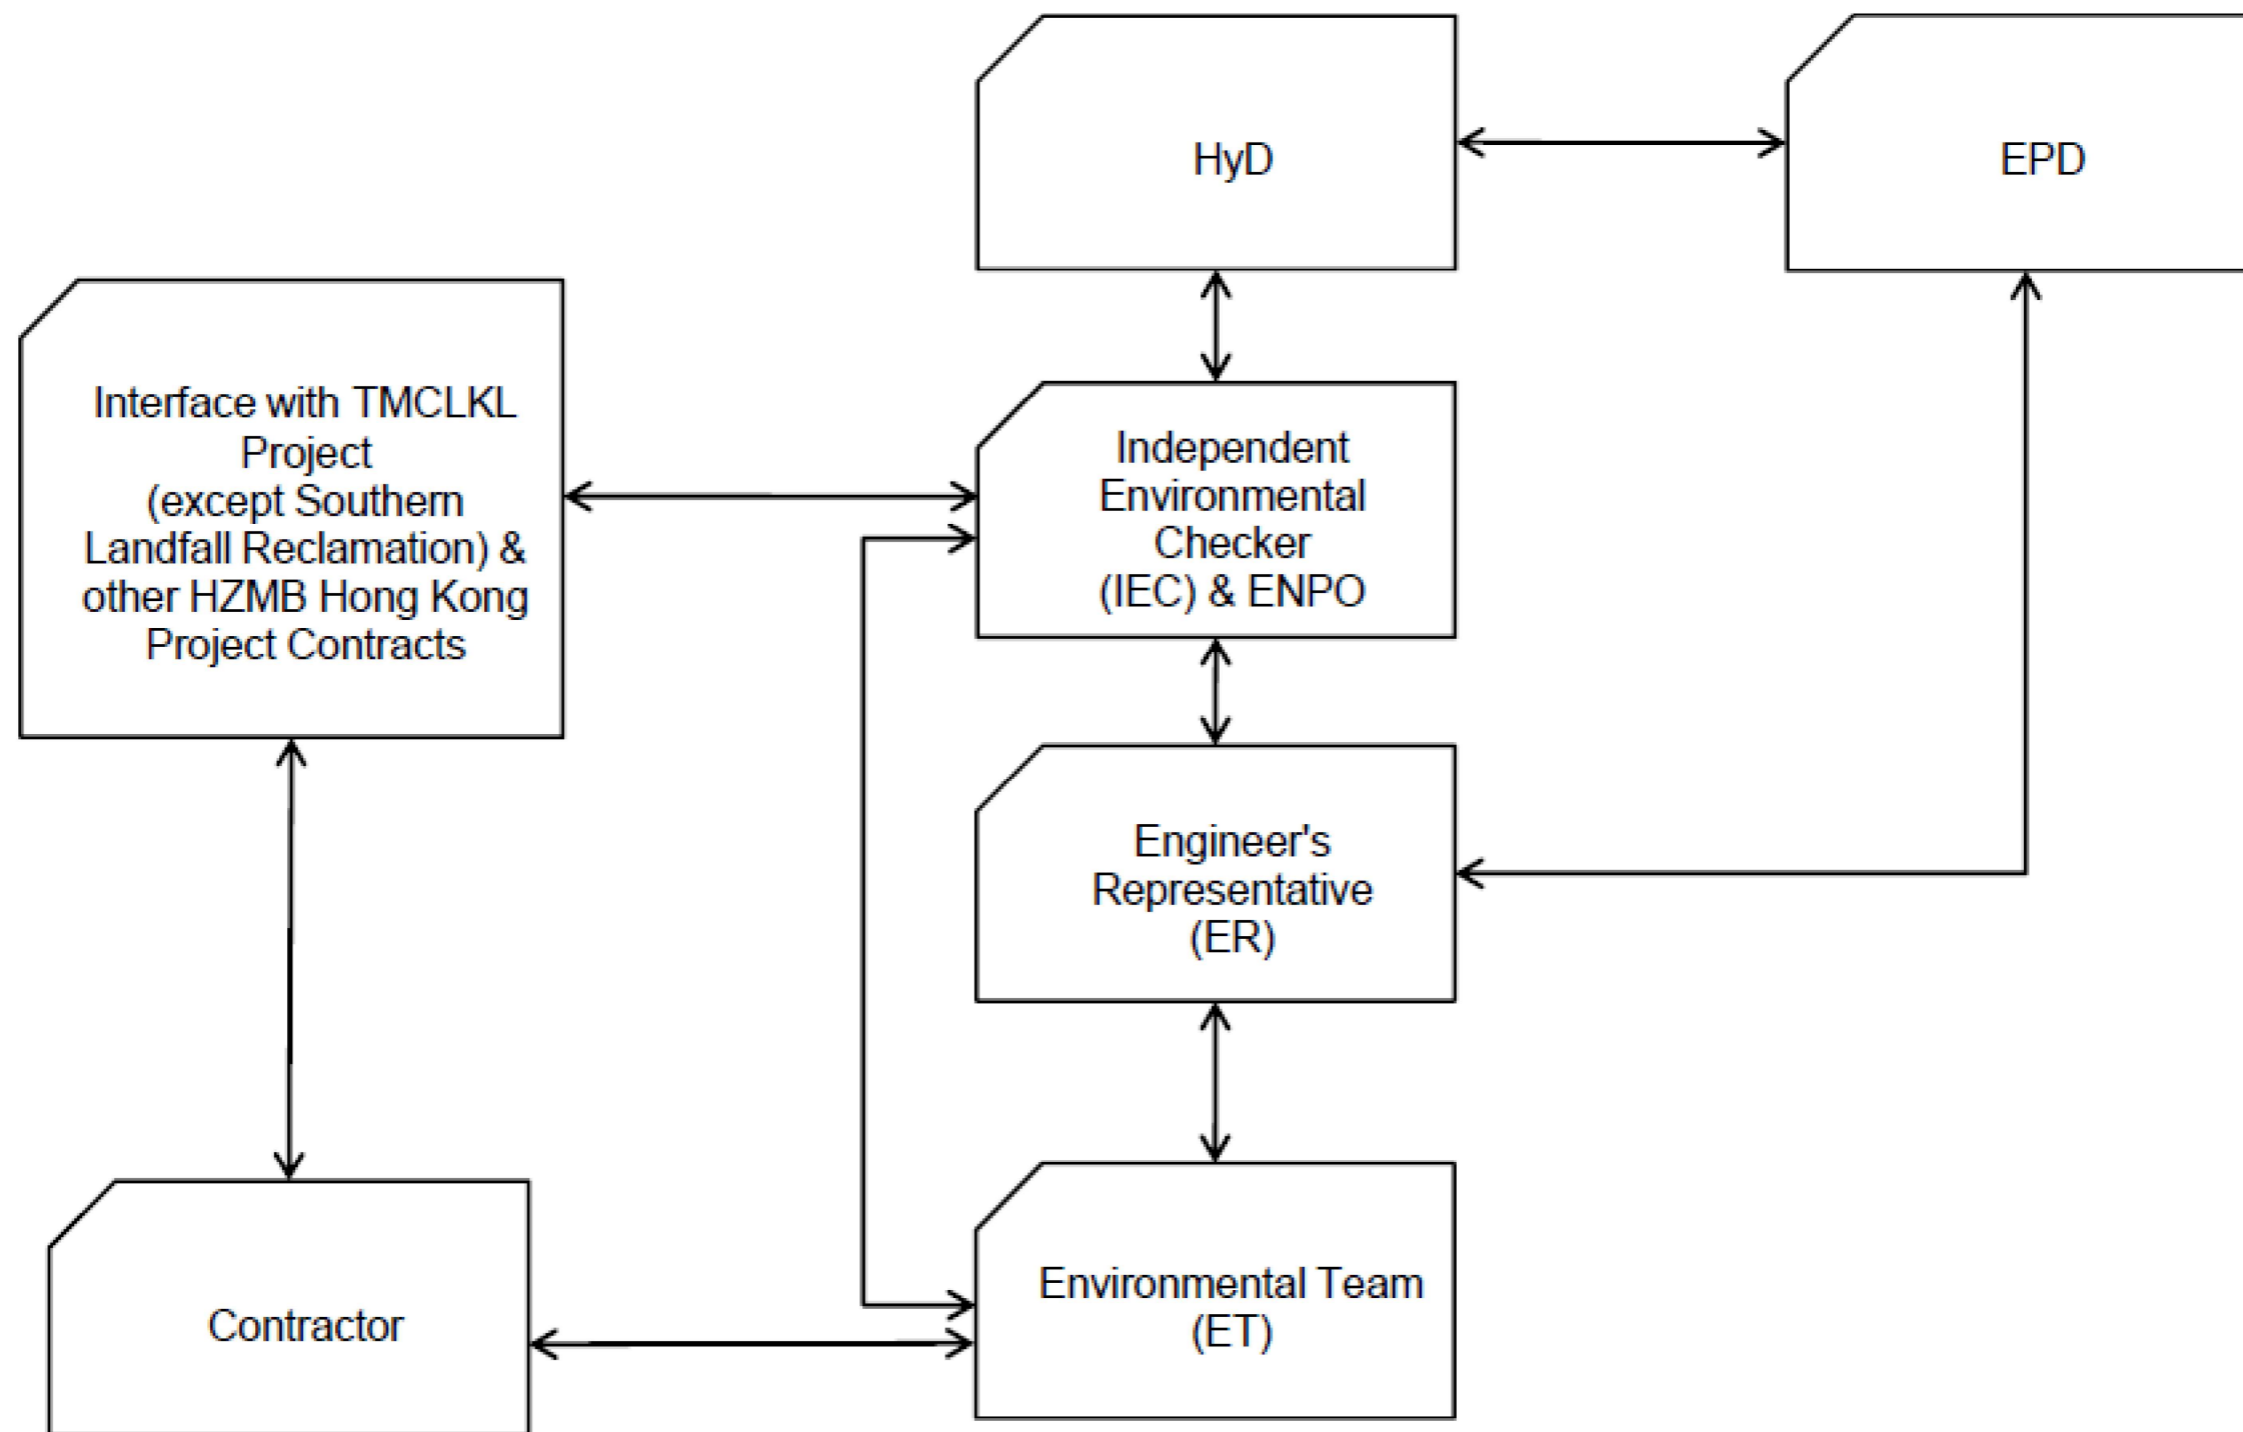 HyD
EPD
Interface with TMCLKL
Project
(except Southern
Landfall Reclamation) &
other HZMB Hong Kong
Project Contracts
Independent
Environmental
Checker
(IEC) & ENPO
Engineer's
Representative
(ER)
Environmental Team
(ET)
Contractor